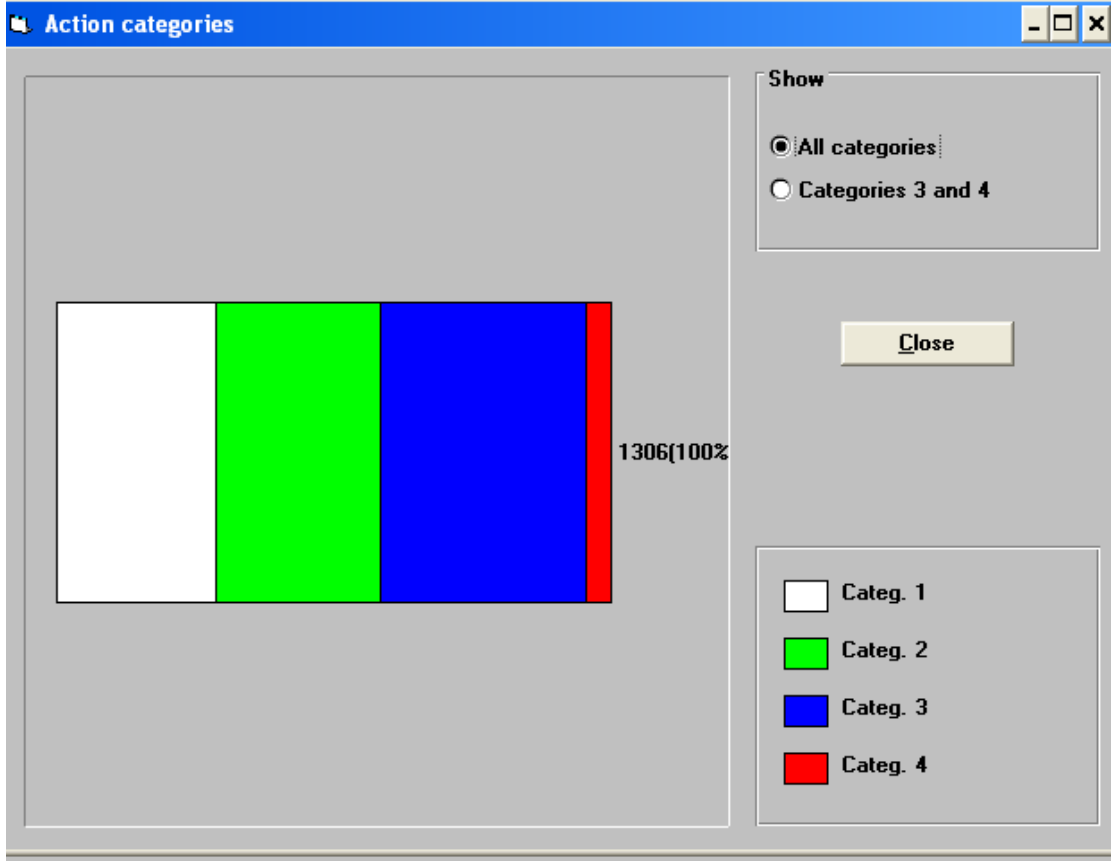 Action categories
Show
All categories
Categories 3 and 4
Close
1306(100%
Categ. 1
Categ. 2
Categ. 3
Categ. 4